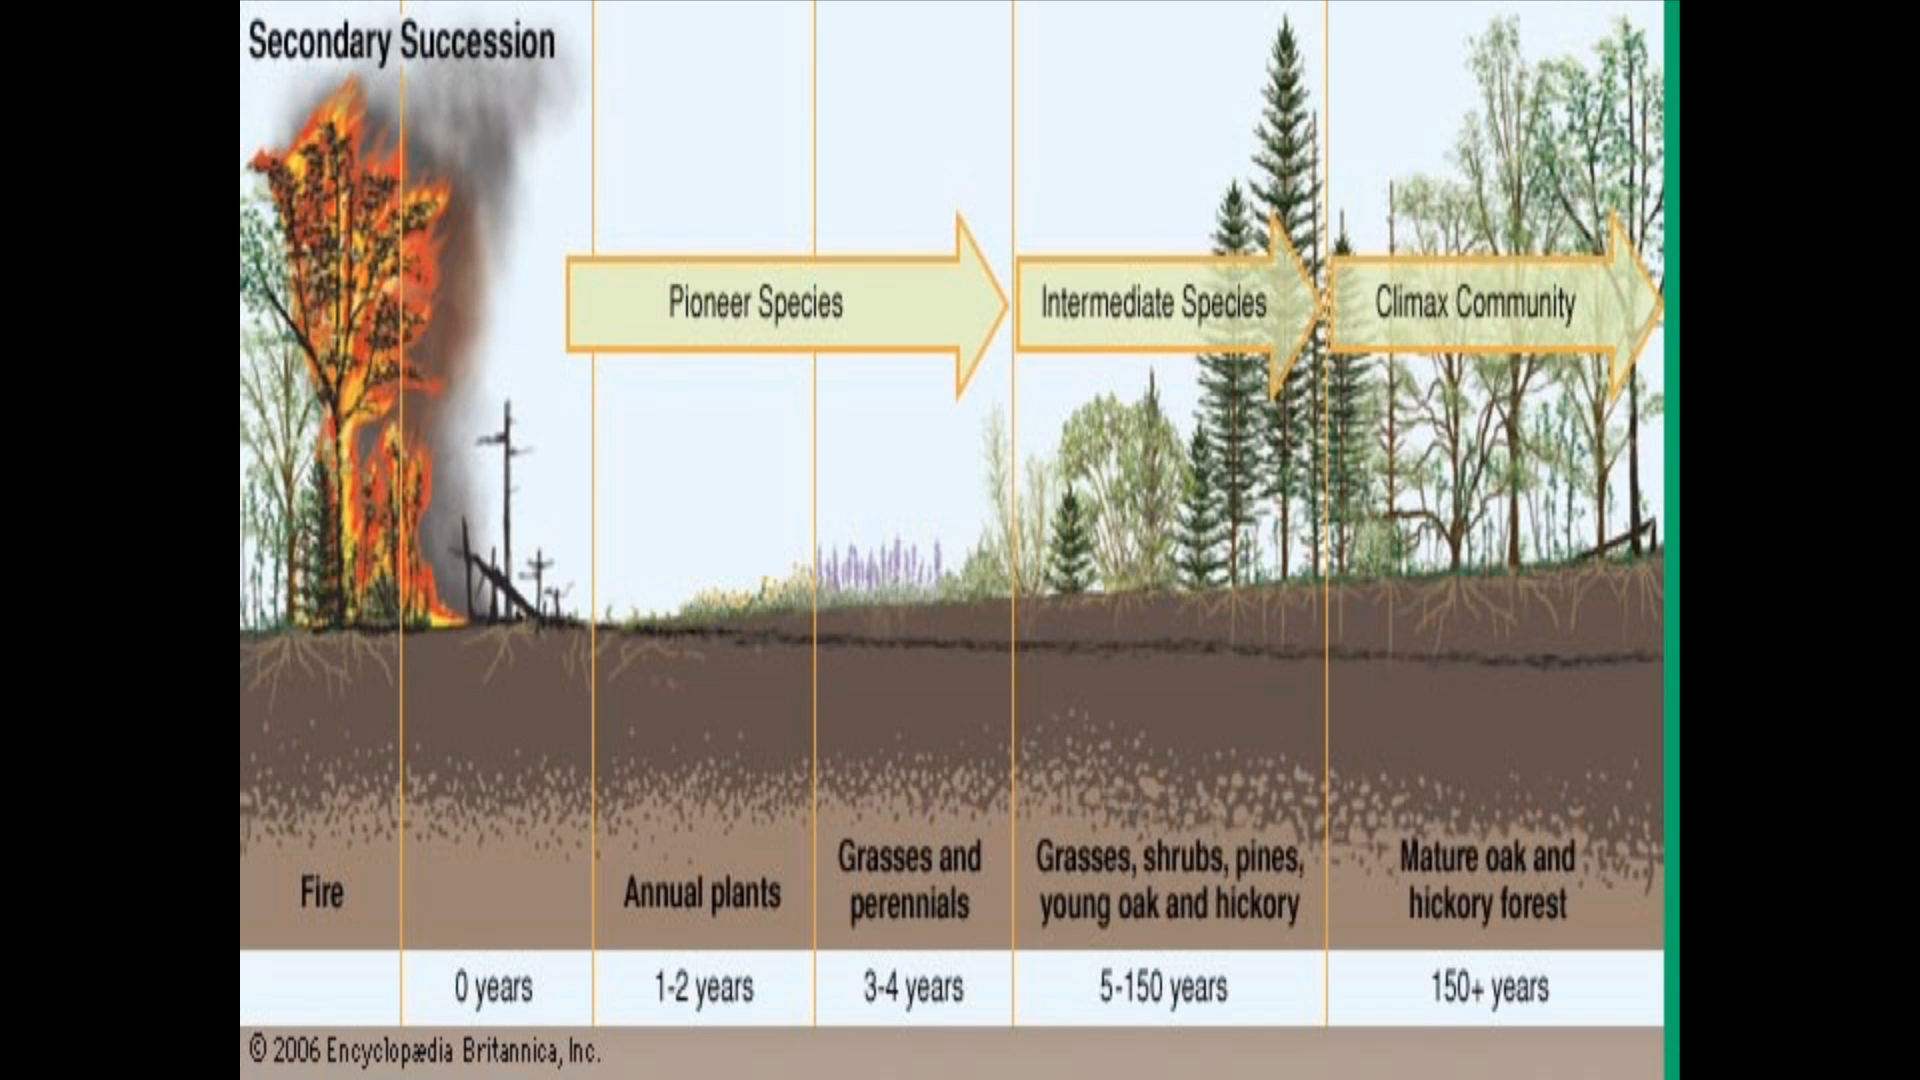 Secondary Succession
Pioneer Species
Intermediate Species
Climax Community
Fire
Annual plants
Grasses and
perennials
Grasses, shrubs, pines,
young oak and hickory
Mature oak and
hickory forest
0 years
1-2 years
3-4 years
5-150 years
150+ years
© 2006 Encyclopædia Britannica, Inc.